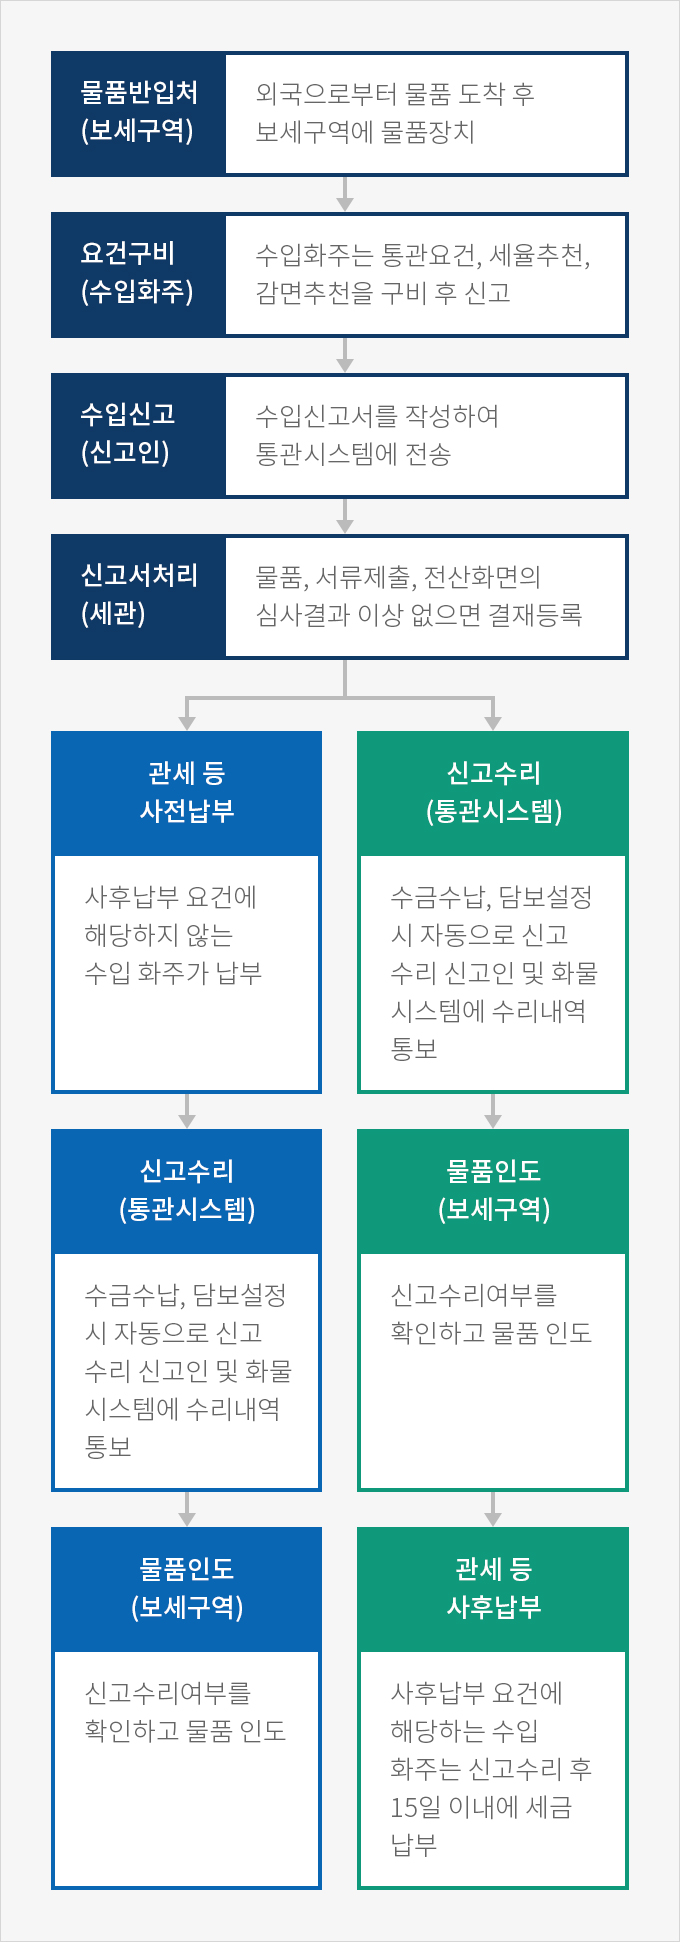 물품반입처
(보세구역)
외국으로부터 물품 도착 후
보세구역에 물품장치
요건구비
(수입화주)
수입화주는 통관요건, 세율추천,
감면추천을 구비 후 신고
수입신고
(신고인)
수입신고서를 작성하여
통관시스템에 전송
신고서처리
(세관)
물품, 서류제출, 전산화면의
심사결과 이상 없으면 결재등록
관세 등
사전납부
사후납부 요건에
해당하지 않는
수입 화주가 납부
신고수리
(통관시스템)
수금수납, 담보설정
시 자동으로 신고
수리 신고인 및 화물
시스템에 수리내역
통보
신고수리
(통관시스템)
수금수납, 담보설정
시 자동으로 신고
수리 신고인 및 화물
시스템에 수리내역
통보
물품인도
(보세구역)
신고수리여부를
확인하고 물품 인도
물품인도
(보세구역)
신고수리여부를
확인하고 물품 인도
관세 등
사후납부
사후납부 요건에
해당하는 수입
화주는 신고수리 후
15일 이내에 세금
납부